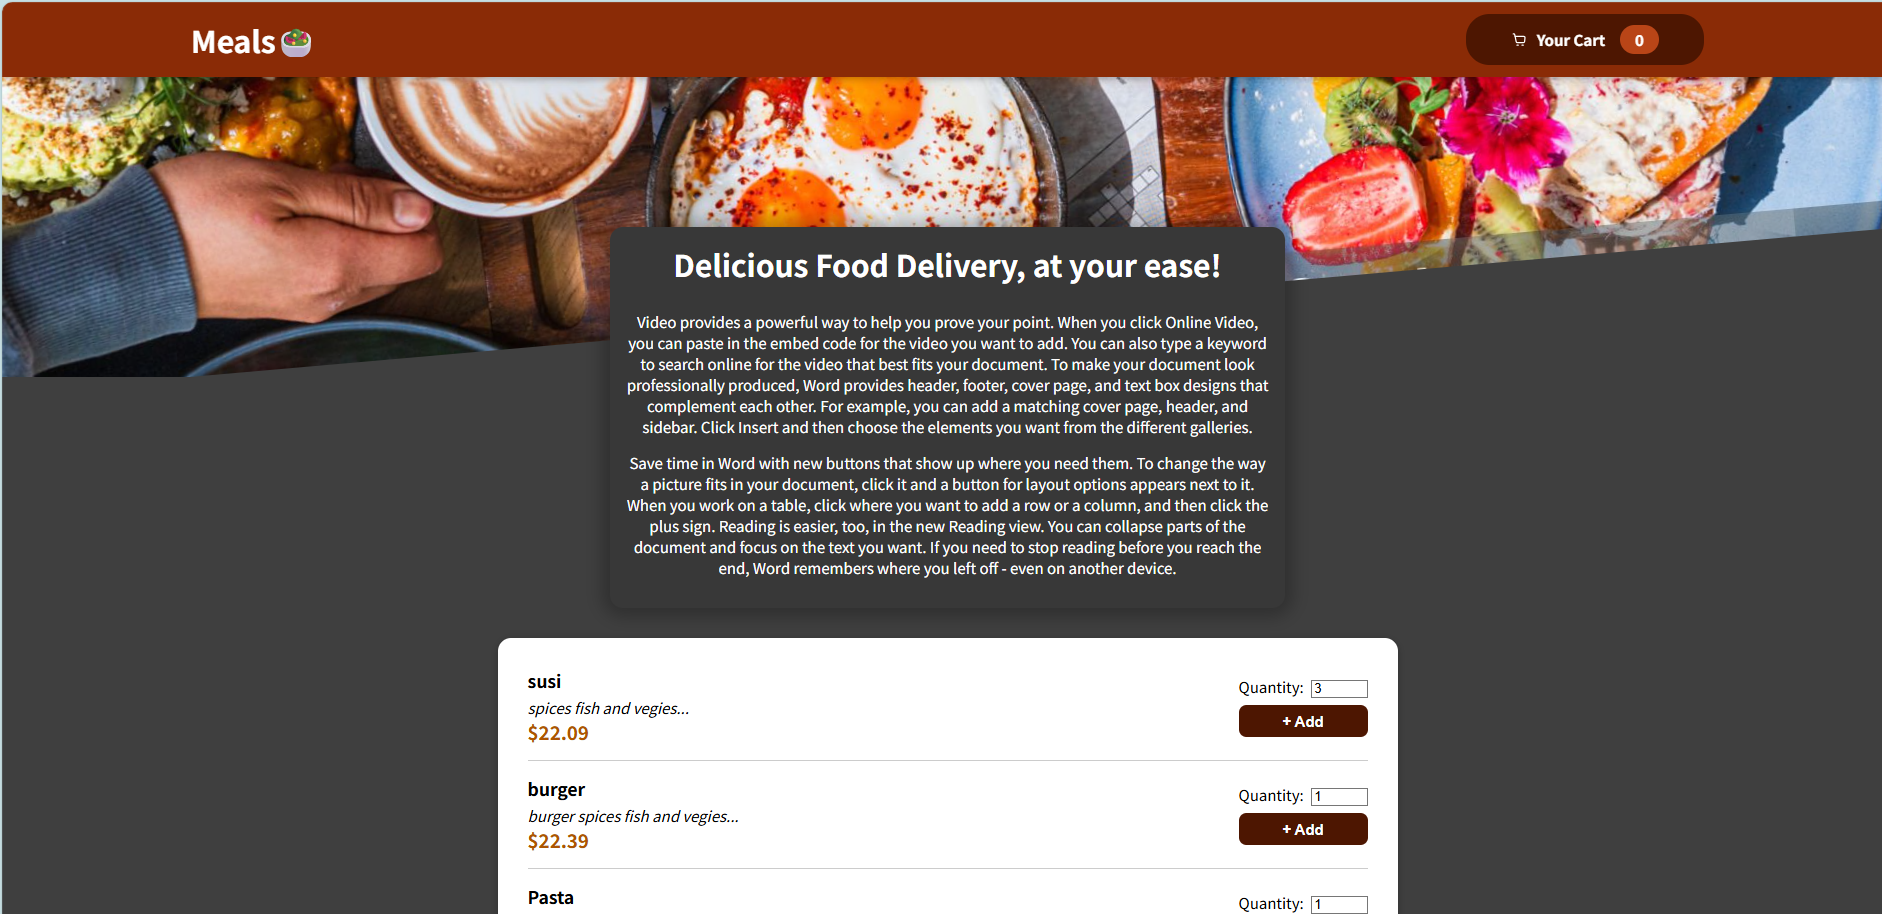 Meals
Your Cart 0
Delicious Food Delivery, at your ease!
Video provides a powerful way to help you prove your point. When you click Online Video,
you can paste in the embed code for the video you want to add. You can also type a keyword
to search online for the video that best fits your document. To make your document look
professionally produced, Word provides header, footer, cover page, and text box designs that
complement each other. For example, you can add a matching cover page, header, and
sidebar. Click Insert and then choose the elements you want from the different galleries.
Save time in Word with new buttons that show up where you need them. To change the way
a picture fits in your document, click it and a button for layout options appears next to it.
When you work on a table, click where you want to add a row or a column, and then click the
plus sign. Reading is easier, too, in the new Reading view. You can collapse parts of the
document and focus on the text you want. If you need to stop reading before you reach the
end, Word remembers where you left off - even on another device.
susi
spices fish and vegies...
$22.09
Quantity: 3
+ Add
burger
burger spices fish and vegies...
$22.39
Quantity: 1
+ Add
Pasta
Quantity: 1